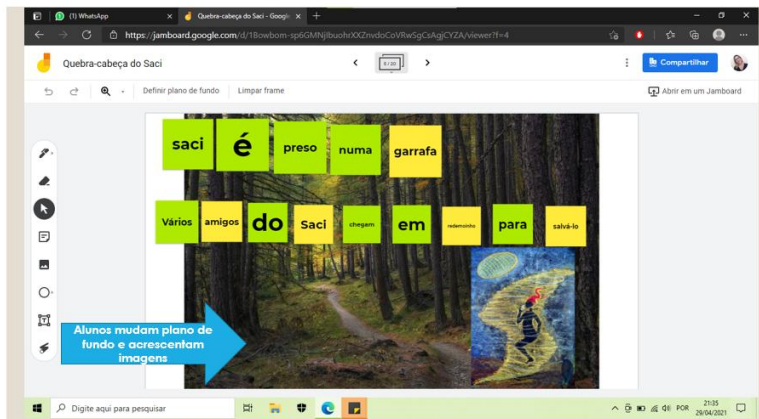 (1) WhatsApp
Quebra-cabeça do Saci - Google
https://jamboard.google.com/d/1Bowbom-sp6GMNjlbuohrXXZnvdoCoVRwSgCsAgjCYZA/viewer?f=4
Quebra-cabeça do Saci
Compartilhar
Definir plano de fundo Limpar frame
Abrir em um Jamboard
saci é preso numa garrafa
Vários amigos do Saci chegam em redemoinho para salvá-lo
Alunos mudam plano de
fundo e acrescentam
imagens
Digite aqui para pesquisar
POR
21:35
29/04/2021